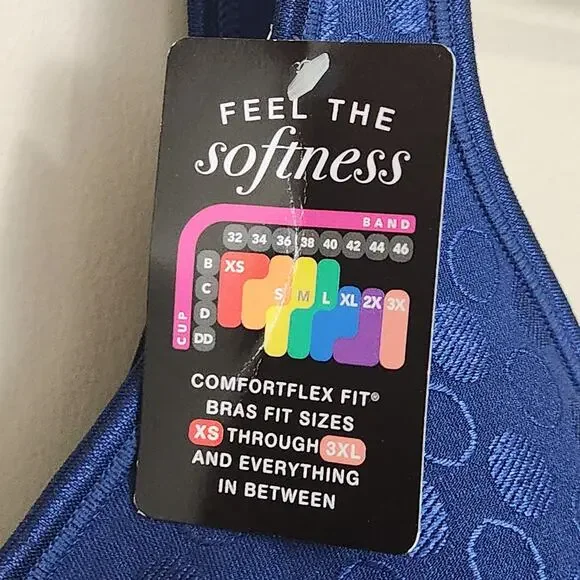 FEEL THE
softness
BAND
32 34 36 38 40 42 44 46
CUP
B XS
C S M L XL 2X 3X
D
DD
COMFORTFLEX FIT®
BRAS FIT SIZES
XS THROUGH 3XL
AND EVERYTHING
IN BETWEEN